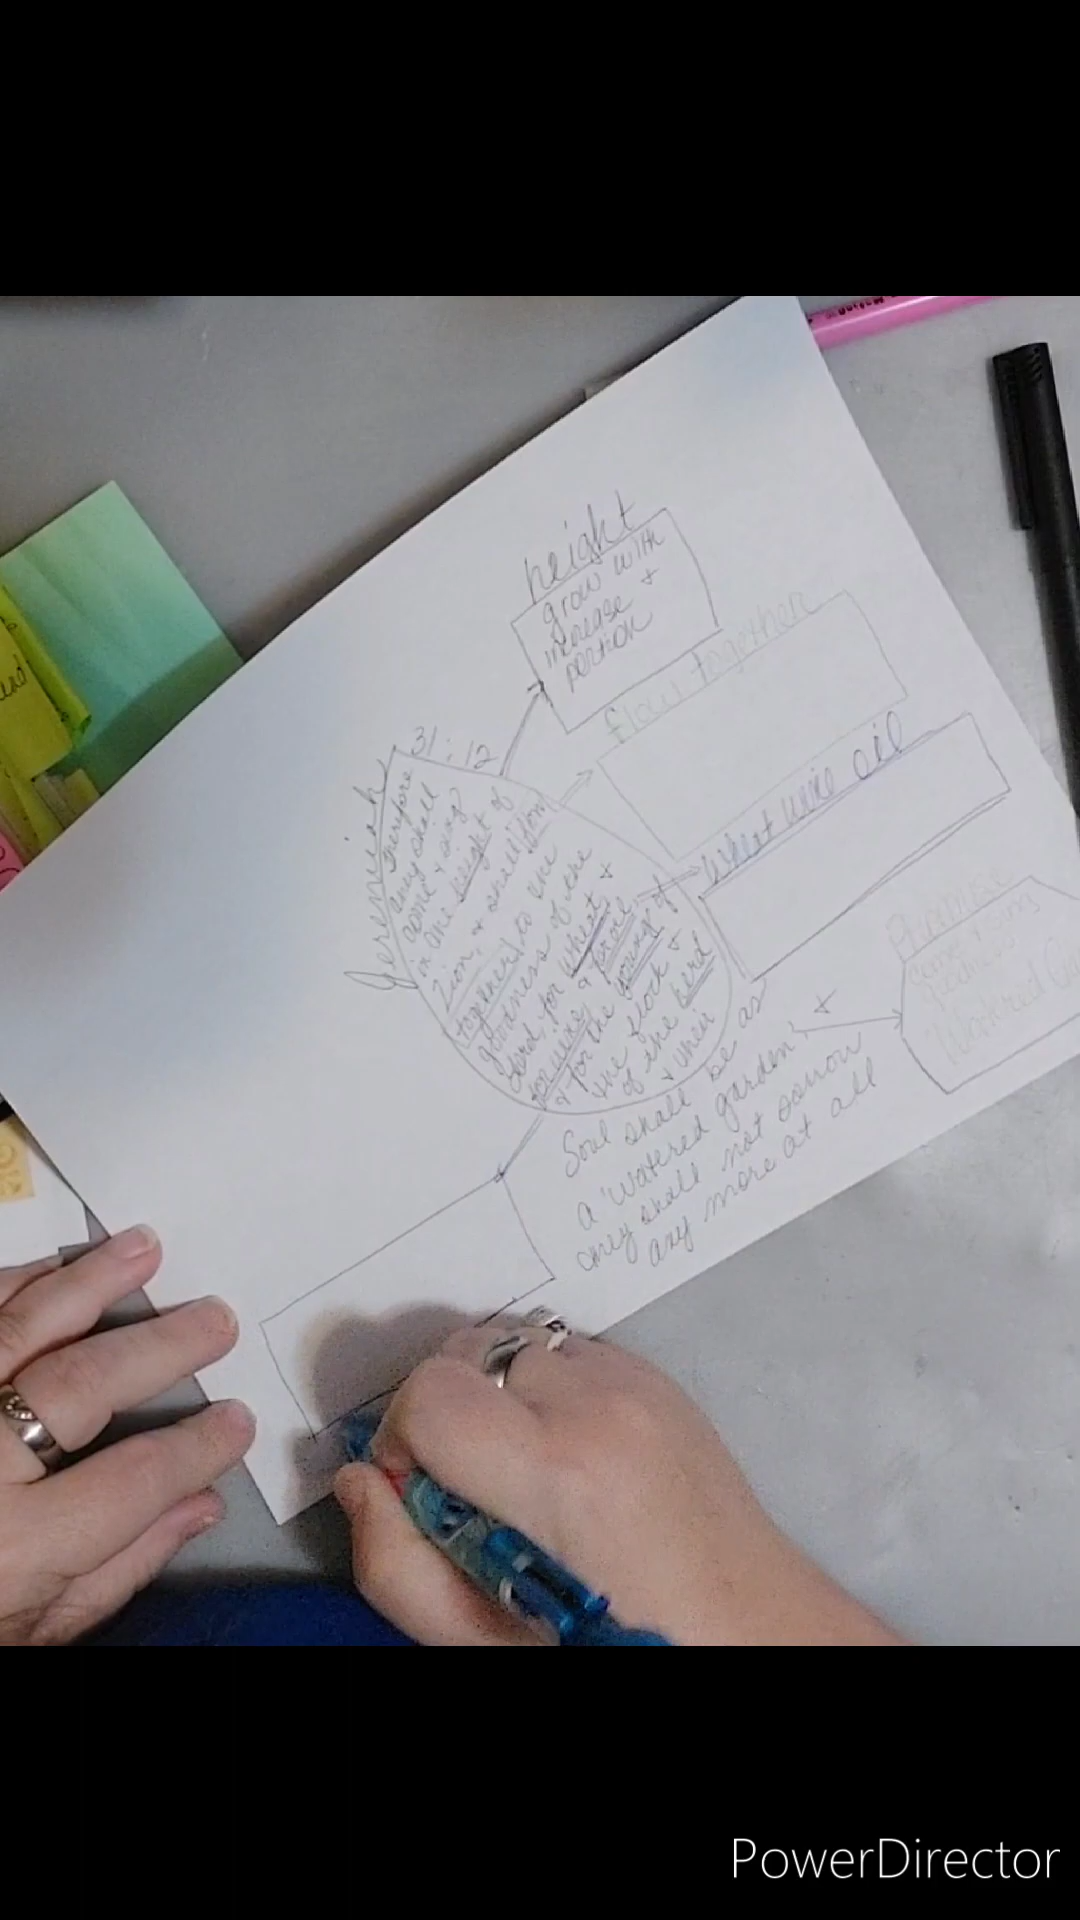 height
grow with
increase +
portion
flow together
wheat wine oil
Jeremiah 31:12
Therefore
they shall
come + sing
in the height of
Zion, + shall flow
together to the
goodness of the
Lord, for wheat +
for wine, + for oil,
+ for the young of
the flock +
of the herd
+ their
Soul shall be as
a 'watered garden' +
they shall not sorrow
any more at all
Promise
come + sing
gladness
Watered Ga
PowerDirector